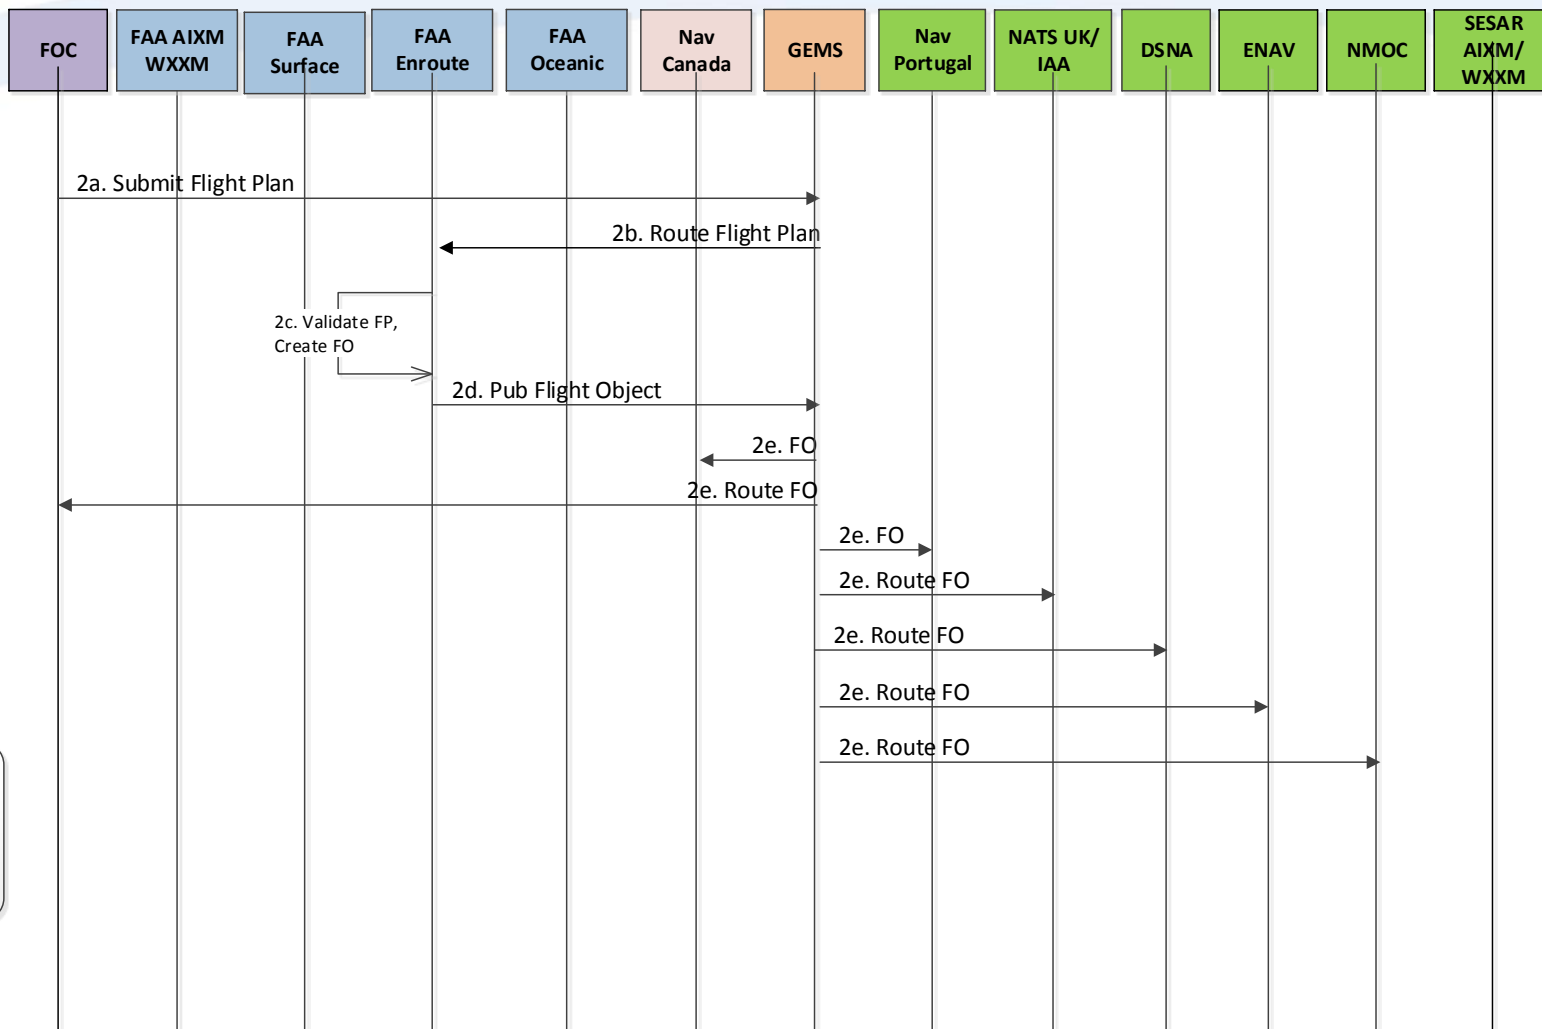 FOC
FAA AIXM
WXXM
FAA
Surface
FAA
Enroute
FAA
Oceanic
Nav
Canada
GEMS
Nav
Portugal
NATS UK/
IAA
DSNA
ENAV
NMOC
SESAR
AIXM/
WXXM
2a. Submit Flight Plan
2b. Route Flight Plan
2c. Validate FP,
Create FO
2d. Pub Flight Object
2e. FO
2e. Route FO
2e. FO
2e. Route FO
2e. Route FO
2e. Route FO
2e. Route FO